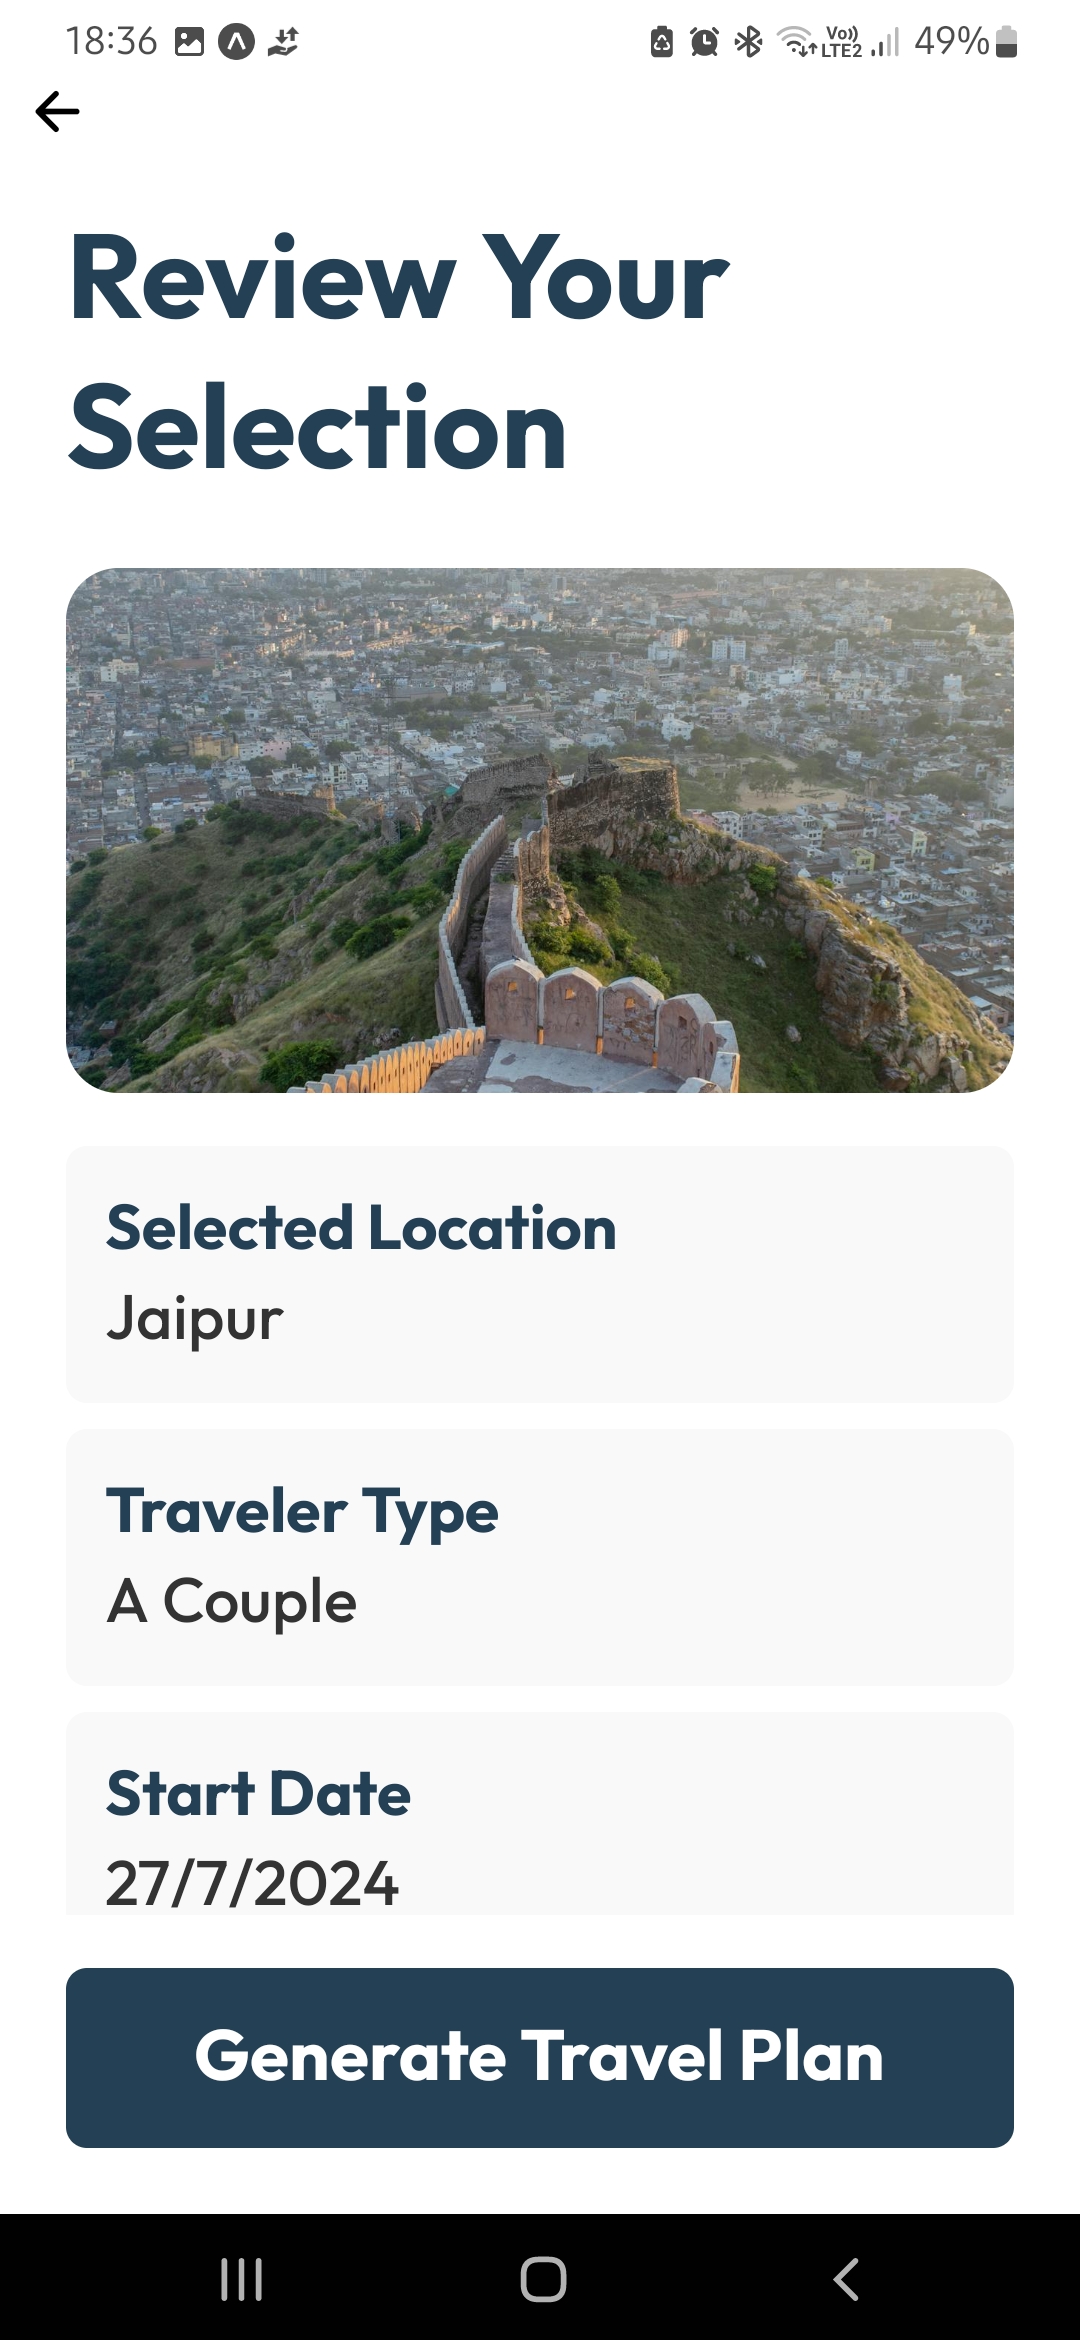 18:36
Vo))
LTE2
49%
Review Your
Selection
Selected Location
Jaipur
Traveler Type
A Couple
Start Date
27/7/2024
Generate Travel Plan